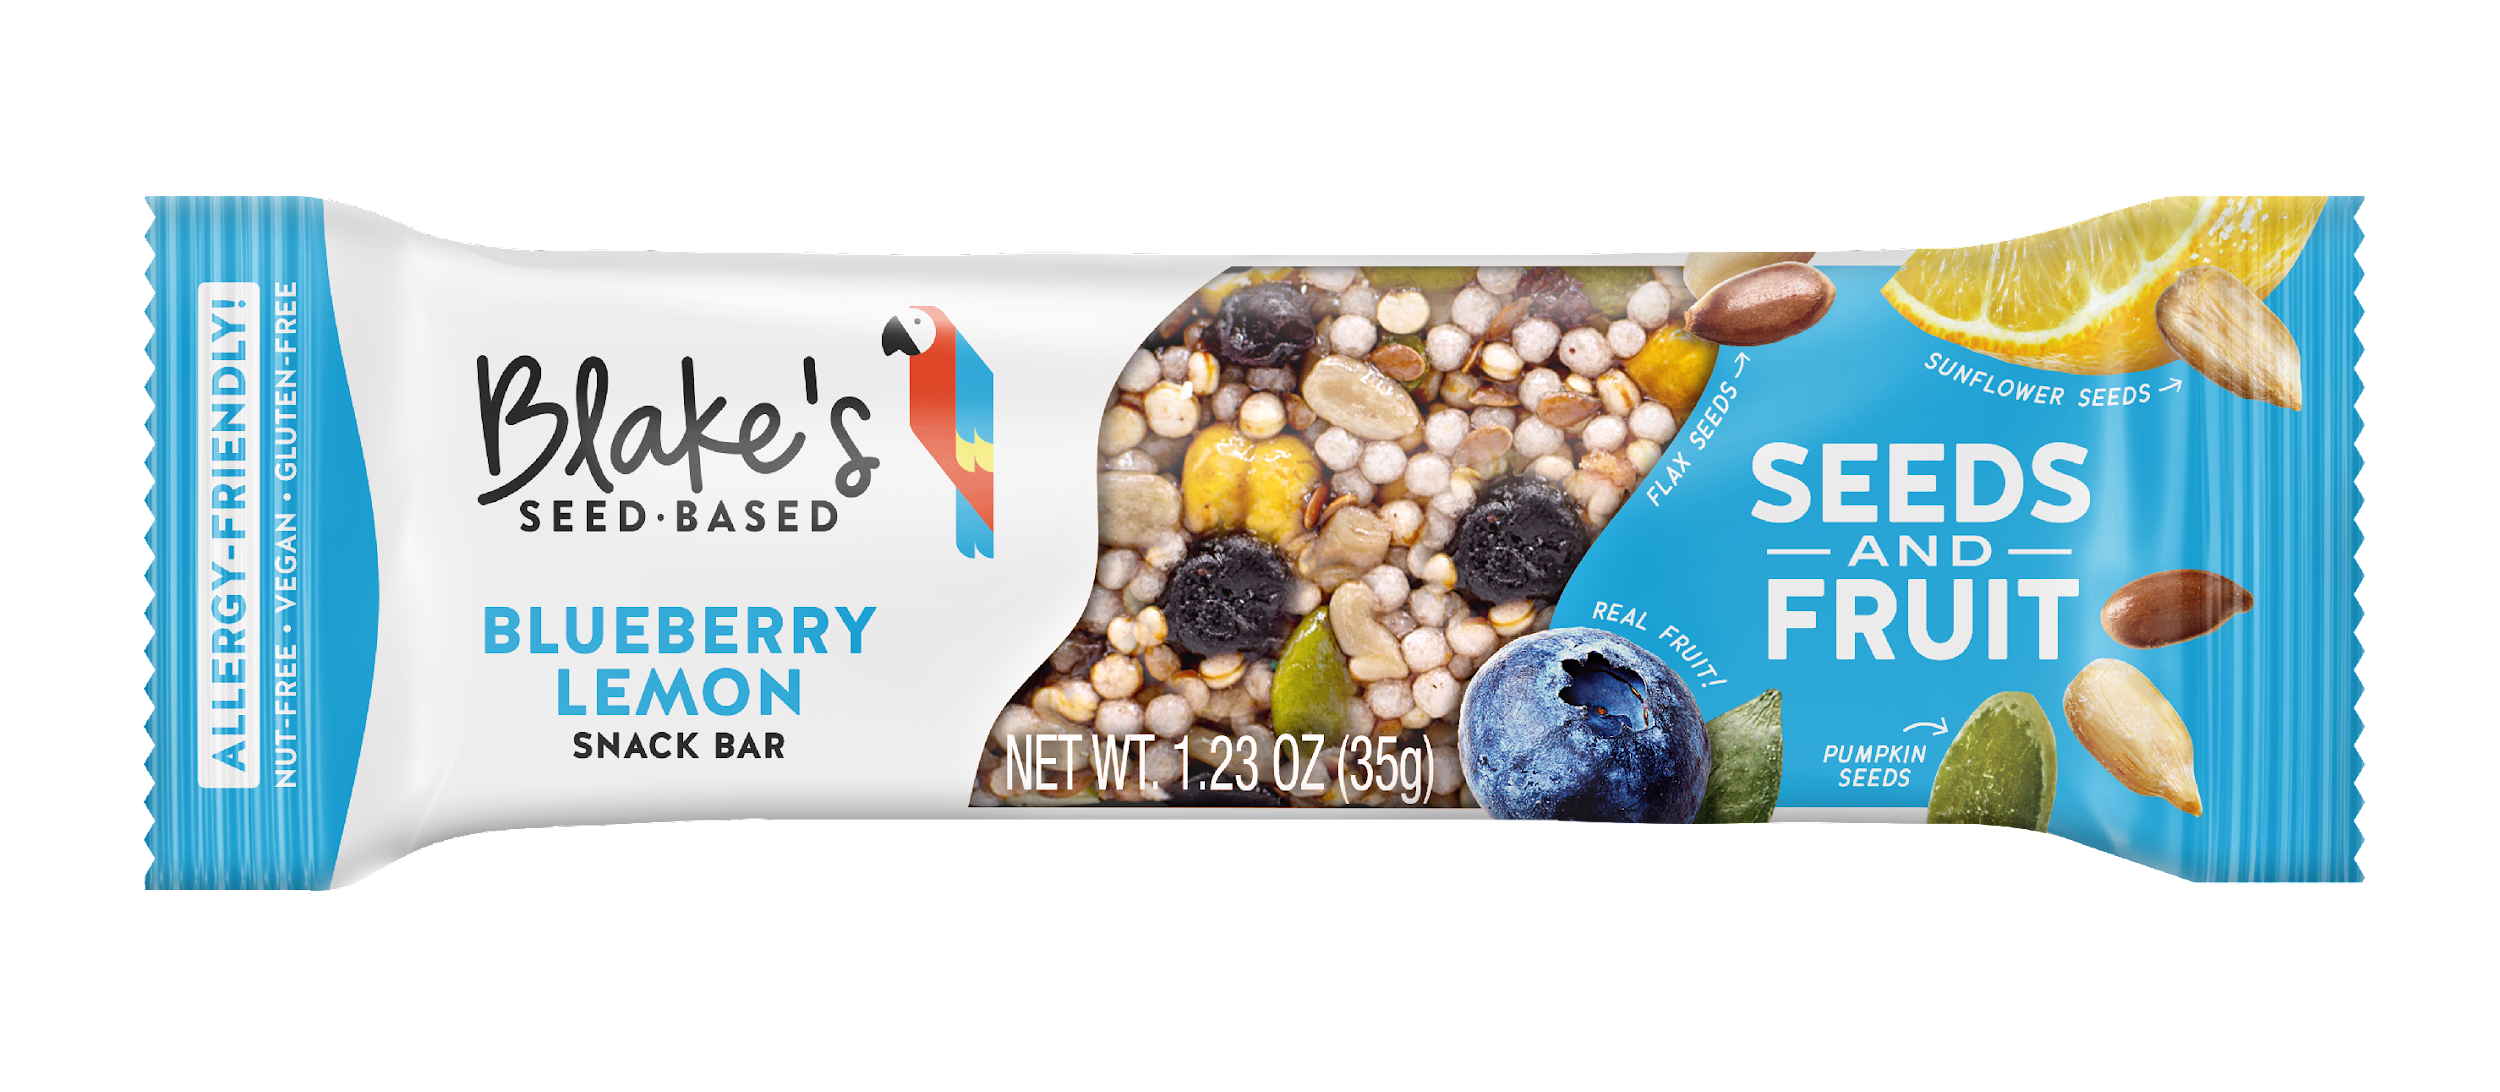 ALLERGY-FRIENDLY!
NUT-FREE • VEGAN • GLUTEN-FREE
Blake's
SEED·BASED
BLUEBERRY
LEMON
SNACK BAR
NET WT. 1.23 OZ (35g)
FLAX SEEDS
SUNFLOWER SEEDS
SEEDS
AND
FRUIT
REAL FRUIT!
PUMPKIN
SEEDS